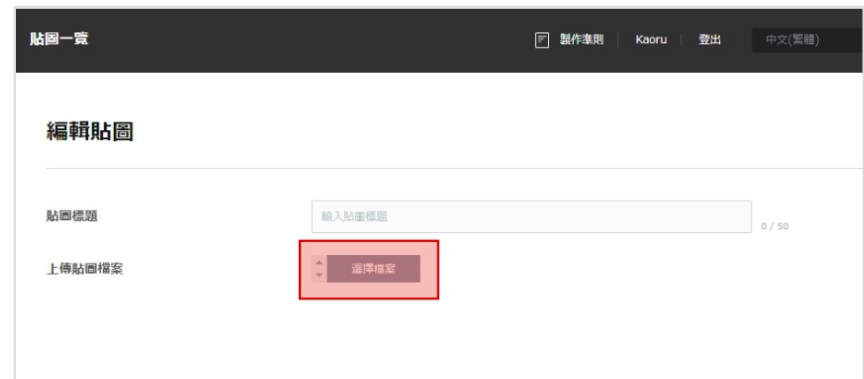 貼圖一覽
製作準則 Kaoru 登出 中文(繁體)
編輯貼圖
貼圖標題 輸入貼圖標題 0 / 50
上傳貼圖檔案 選擇檔案